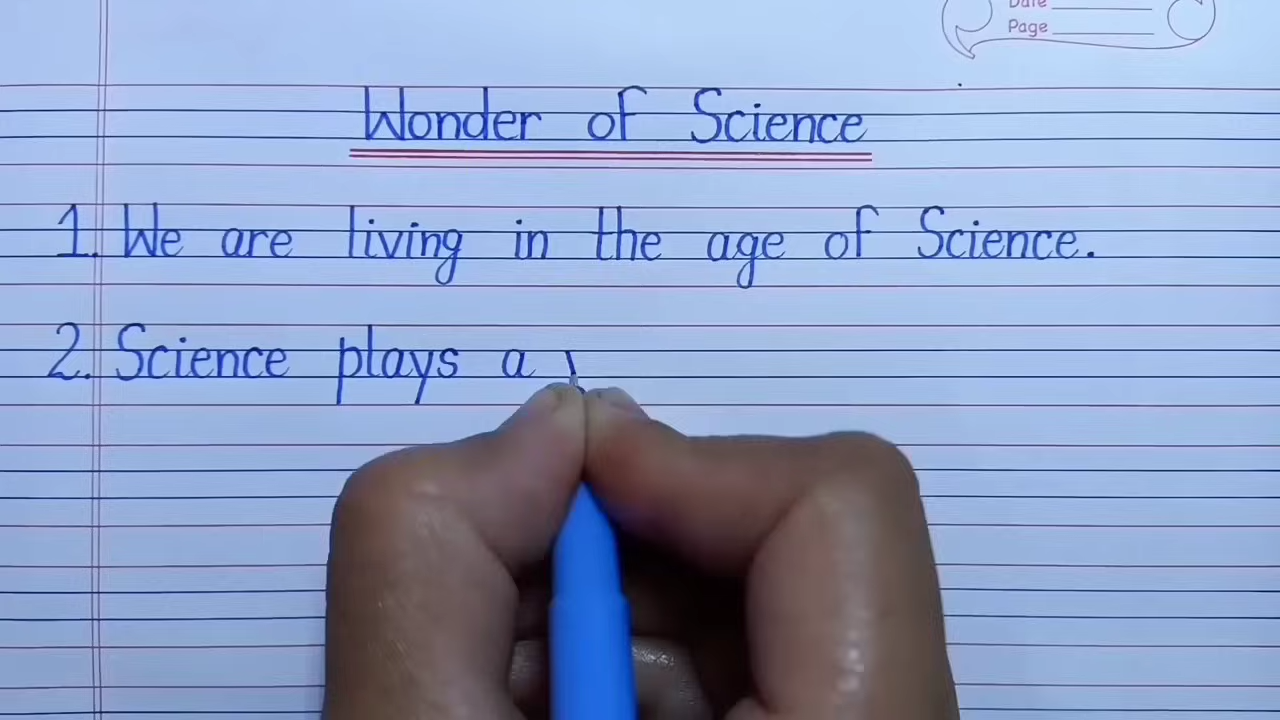 Date
Page
Wonder of Science
1. We are living in the age of Science.
2. Science plays a